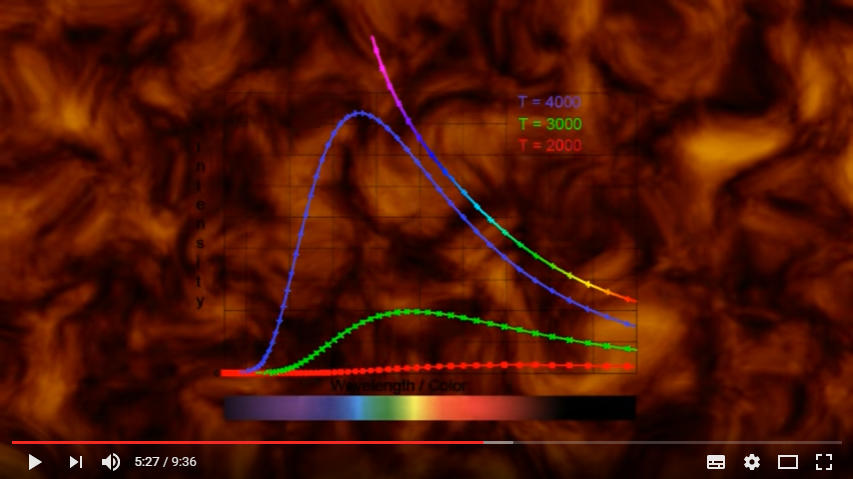 T = 4000
T = 3000
T = 2000
Intensity
Wavelength / Color
5:27 / 9:36